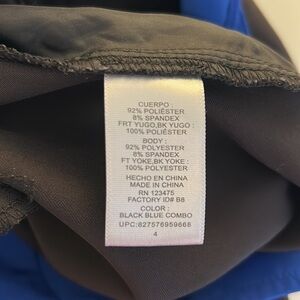 CUERPO :
92% POLIÉSTER
8% SPANDEX
FRT YUGO,BK YUGO :
100% POLIÉSTER
BODY :
92% POLYESTER
8% SPANDEX
FT YOKE,BK YOKE :
100% POLYESTER
HECHO EN CHINA
MADE IN CHINA
RN 123475
FACTORY ID# B8
COLOR :
BLACK BLUE COMBO
UPC:827576959668
4